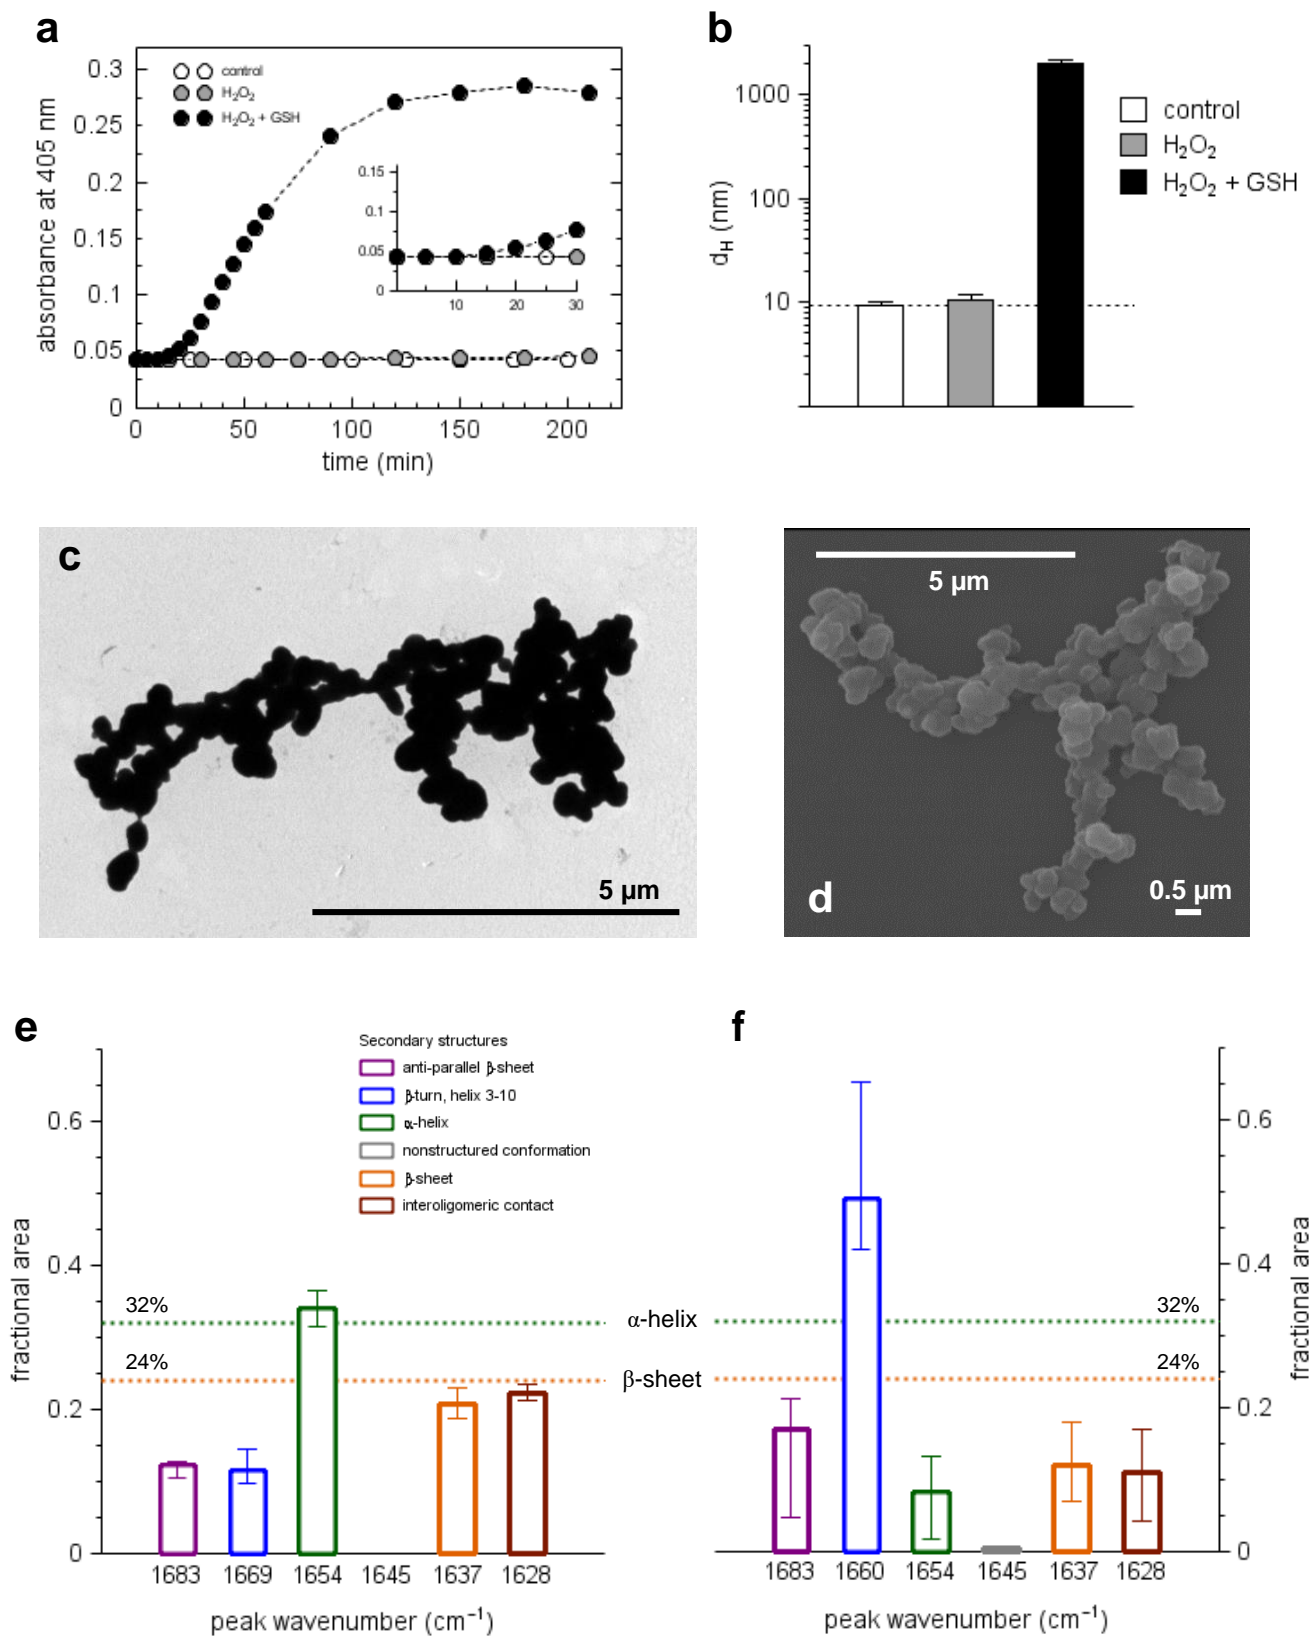 a
0.3
0.25
0.2
0.15
0.1
0.05
0
absorbance at 405 nm
control
H₂O₂
H₂O₂ + GSH
0.15
0.1
0.05
0
10
20
30
0
50
100
150
200
time (min)
b
1000
100
10
d_H (nm)
control
H₂O₂
H₂O₂ + GSH
c
5 µm
5 µm
d
0.5 µm
e
Secondary structures
anti-parallel β-sheet
β-turn, helix 3-10
α-helix
nonstructured conformation
β-sheet
interoligomeric contact
0.6
0.4
0.2
0
fractional area
32%
24%
1683
1669
1654
1645
1637
1628
peak wavenumber (cm⁻¹)
α-helix
β-sheet
f
32%
24%
0.6
0.4
0.2
0
fractional area
1683
1660
1654
1645
1637
1628
peak wavenumber (cm⁻¹)